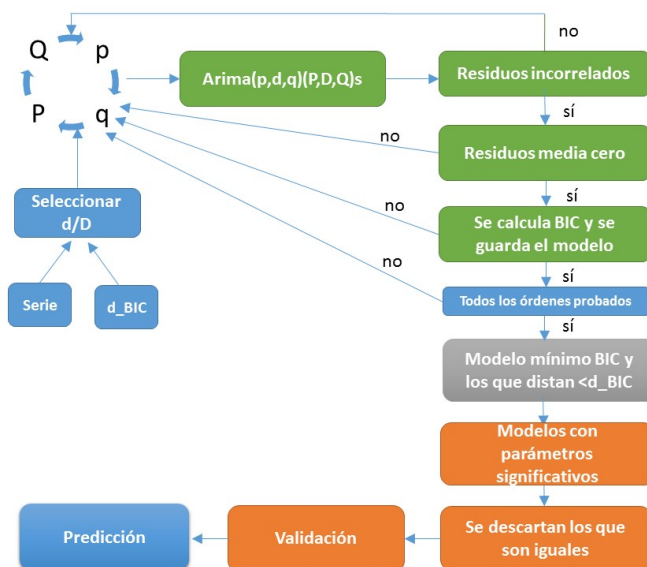 no
Q p
Arima(p,d,q)(P,D,Q)s
Residuos incorrelados
P q
sí
no
Residuos media cero
sí
no
Seleccionar
d/D
Se calcula BIC y se
guarda el modelo
no
sí
Serie
d_BIC
Todos los órdenes probados
sí
Modelo mínimo BIC y
los que distan <d_BIC
Modelos con
parámetros
significativos
Predicción
Validación
Se descartan los que
son iguales